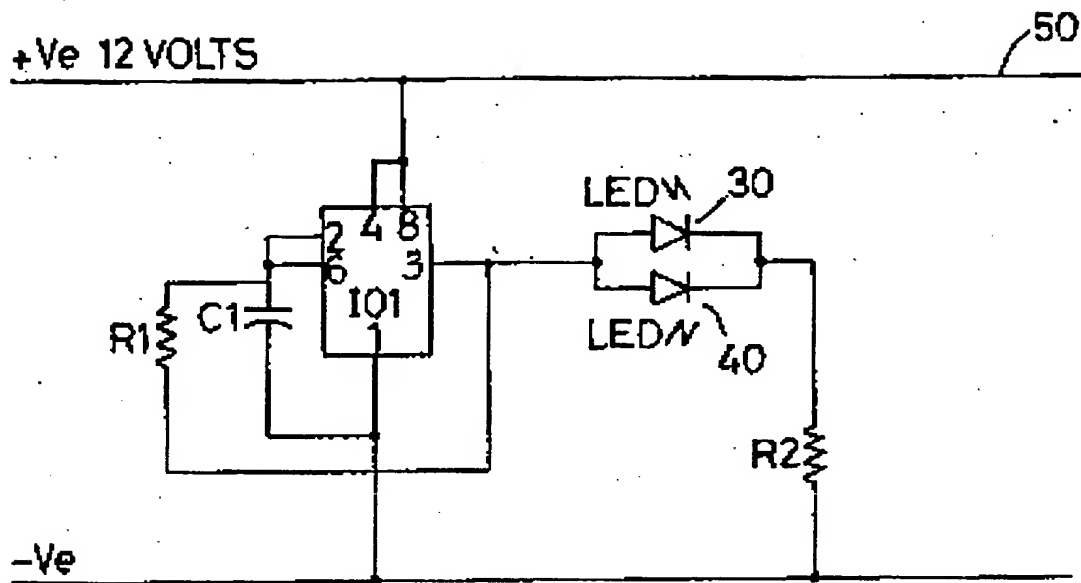 50
+Ve 12 VOLTS
LEDW 30
2 4 8
6 3
IO1
C1
R1
1
LEDN 40
R2
-Ve